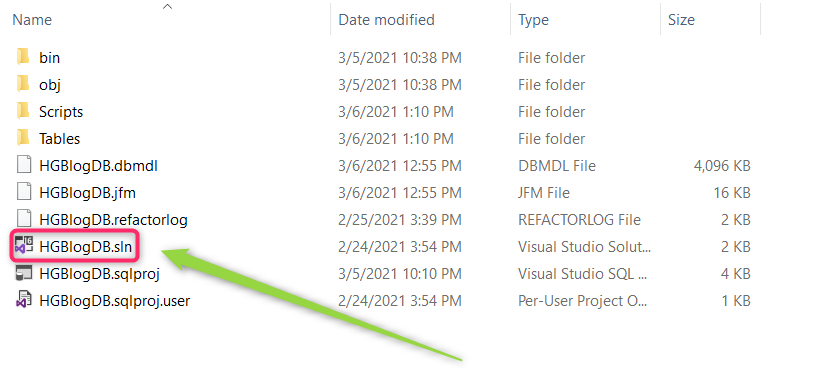 Name Date modified Type Size
bin 3/5/2021 10:38 PM File folder
obj 3/5/2021 10:38 PM File folder
Scripts 3/6/2021 1:10 PM File folder
Tables 3/6/2021 1:10 PM File folder
HGBlogDB.dbmdl 3/6/2021 12:55 PM DBMDL File 4,096 KB
HGBlogDB.jfm 3/6/2021 12:55 PM JFM File 16 KB
HGBlogDB.refactorlog 2/25/2021 3:39 PM REFACTORLOG File 2 KB
HGBlogDB.sln 2/24/2021 3:54 PM Visual Studio Solut... 2 KB
HGBlogDB.sqlproj 3/5/2021 10:10 PM Visual Studio SQL ... 4 KB
HGBlogDB.sqlproj.user 2/24/2021 3:54 PM Per-User Project O... 1 KB